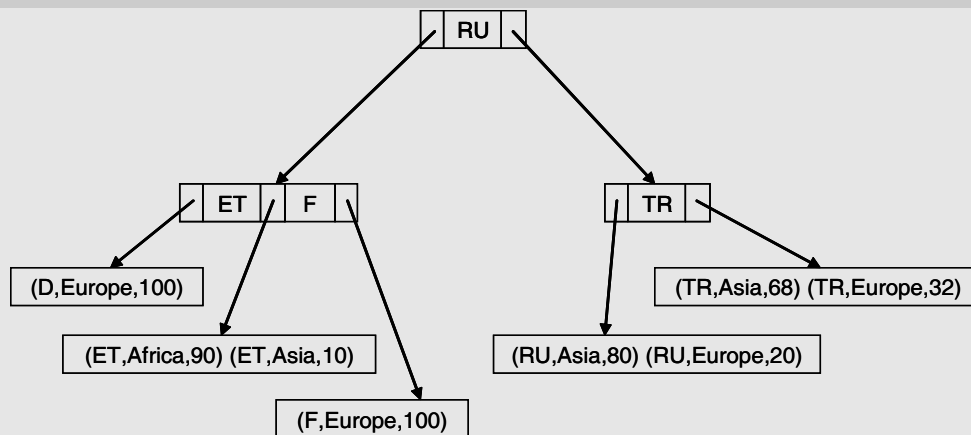 RU
ET F
TR
(D,Europe,100)
(TR,Asia,68) (TR,Europe,32)
(ET,Africa,90) (ET,Asia,10)
(RU,Asia,80) (RU,Europe,20)
(F,Europe,100)